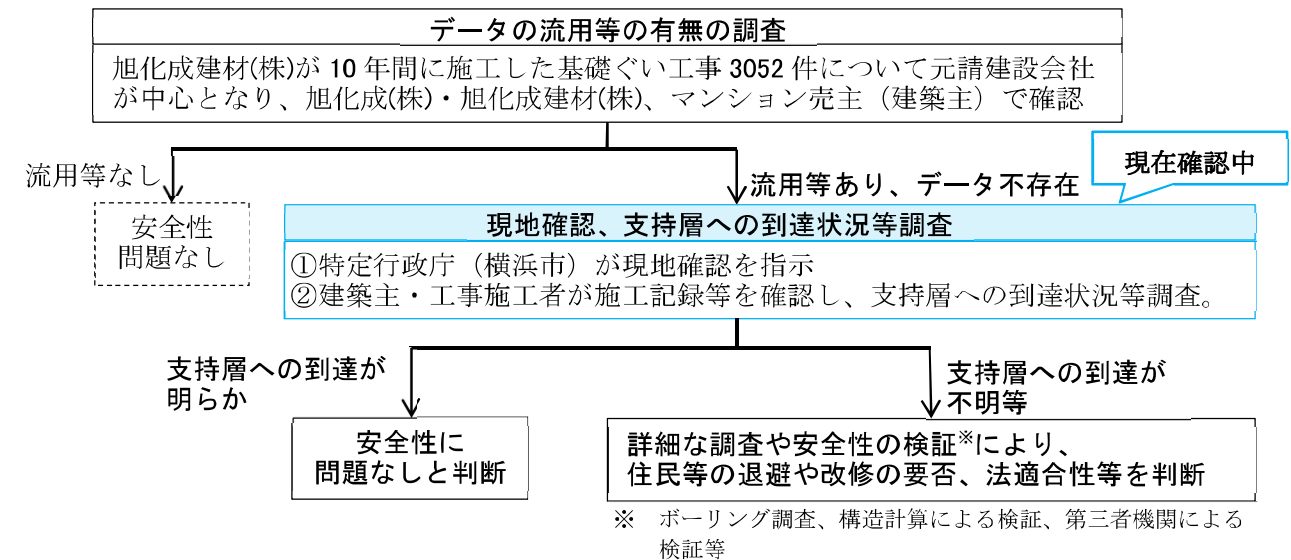 データの流用等の有無の調査
旭化成建材(株)が 10 年間に施工した基礎ぐい工事 3052 件について元請建設会社
が中心となり、旭化成(株)・旭化成建材(株)、マンション売主（建築主）で確認
現在確認中
流用等なし
流用等あり、データ不存在
安全性
問題なし
現地確認、支持層への到達状況等調査
①特定行政庁（横浜市）が現地確認を指示
②建築主・工事施工者が施工記録等を確認し、支持層への到達状況等調査。
支持層への到達が
明らか
支持層への到達が
不明等
安全性に
問題なしと判断
詳細な調査や安全性の検証※により、
住民等の退避や改修の要否、法適合性等を判断
※　ボーリング調査、構造計算による検証、第三者機関による
検証等